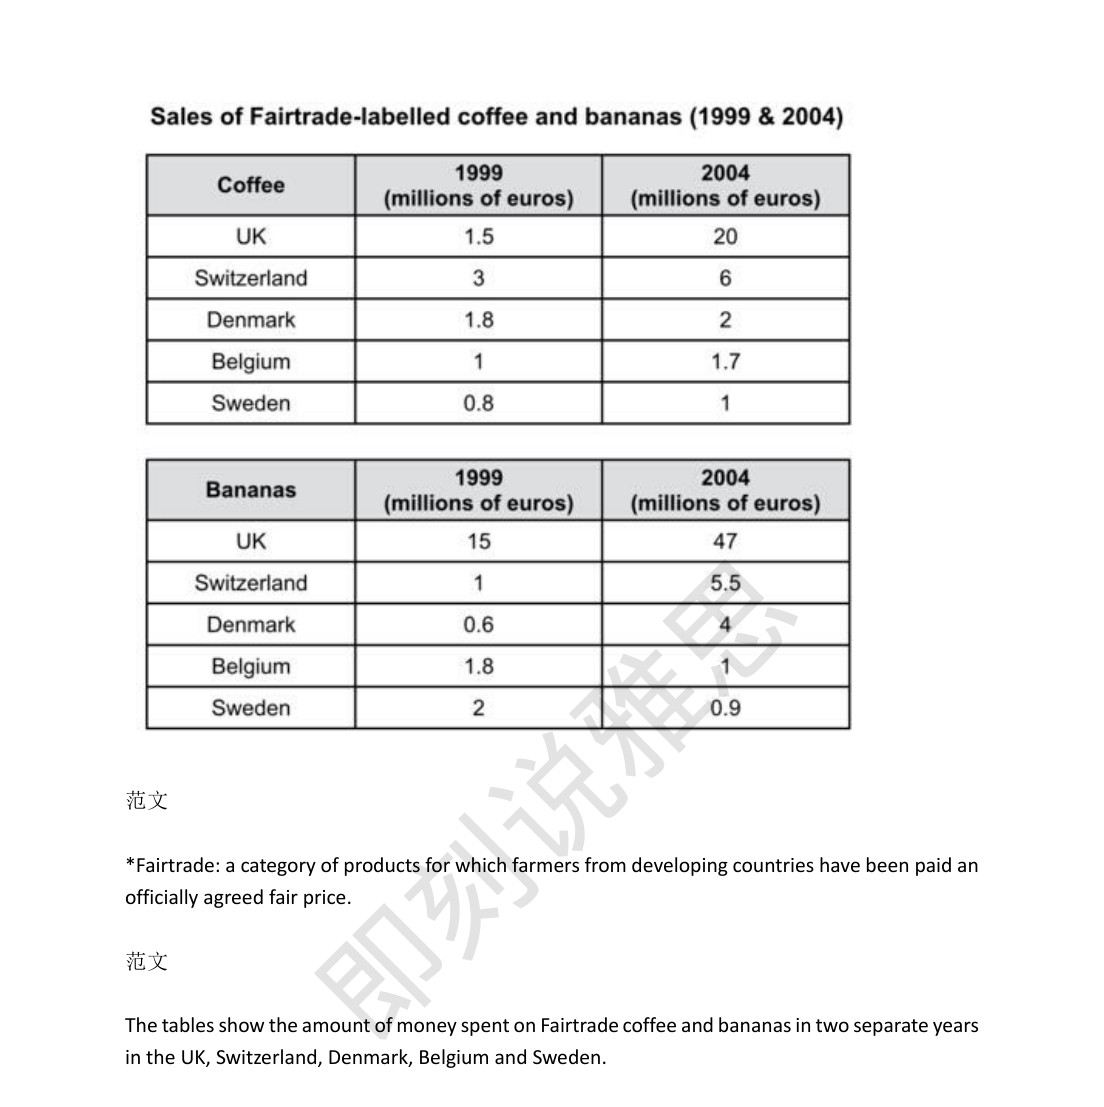 Sales of Fairtrade-labelled coffee and bananas (1999 & 2004)
Coffee 1999 (millions of euros) 2004 (millions of euros)
UK 1.5 20
Switzerland 3 6
Denmark 1.8 2
Belgium 1 1.7
Sweden 0.8 1
Bananas 1999 (millions of euros) 2004 (millions of euros)
UK 15 47
Switzerland 1 5.5
Denmark 0.6 4
Belgium 1.8 1
Sweden 2 0.9
范文
*Fairtrade: a category of products for which farmers from developing countries have been paid an
officially agreed fair price.
范文
The tables show the amount of money spent on Fairtrade coffee and bananas in two separate years
in the UK, Switzerland, Denmark, Belgium and Sweden.
即刻说雅思